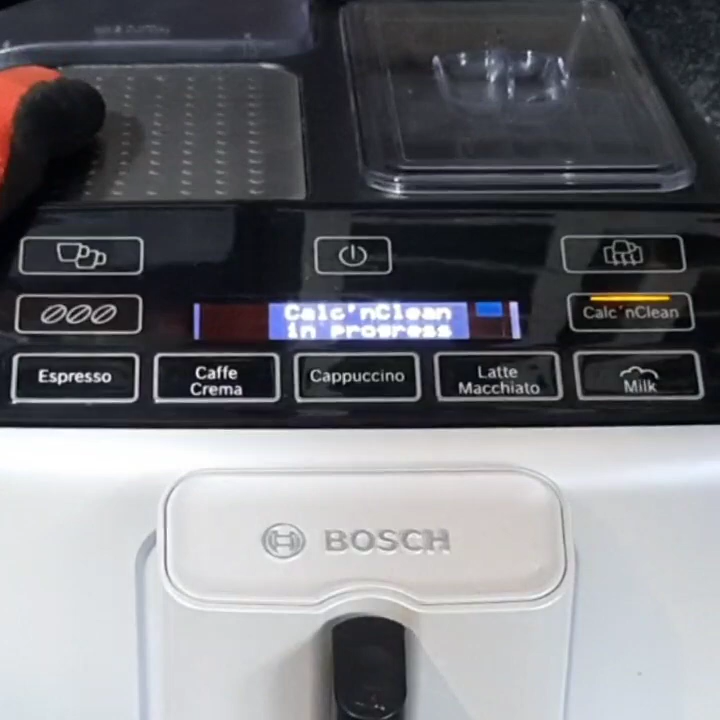 Calc'nClean
in progress
Calc'nClean
Espresso
Caffe
Crema
Cappuccino
Latte
Macchiato
Milk
BOSCH